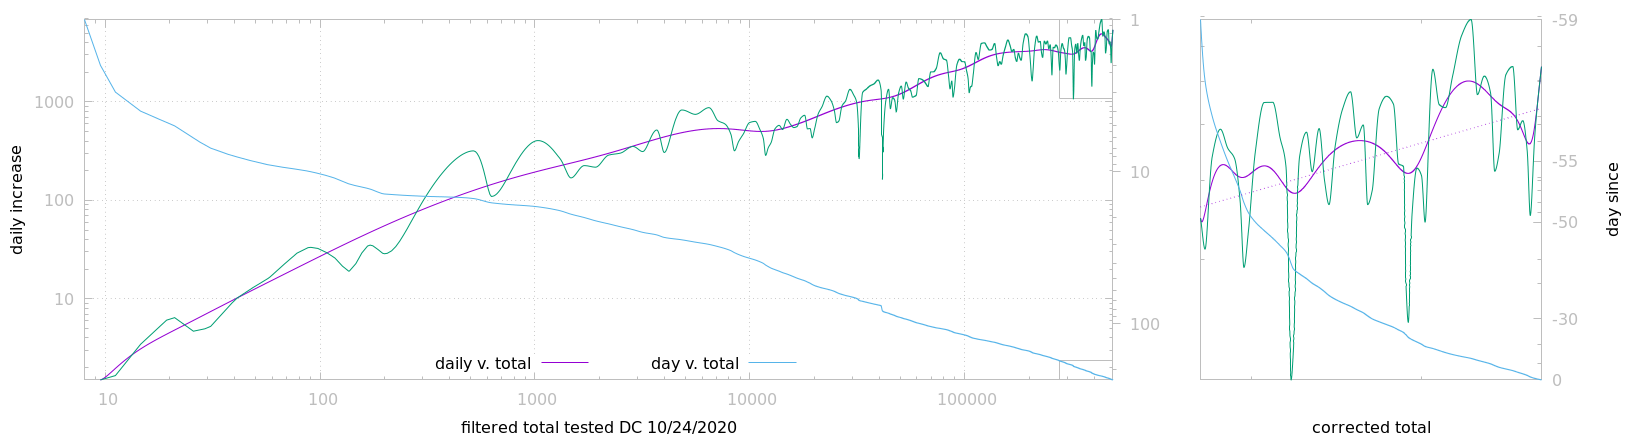 daily increase
1000
100
10
daily v. total
day v. total
10
100
1000
10000
100000
filtered total tested DC 10/24/2020
1
10
100
-59
-55
-50
-30
0
day since
corrected total